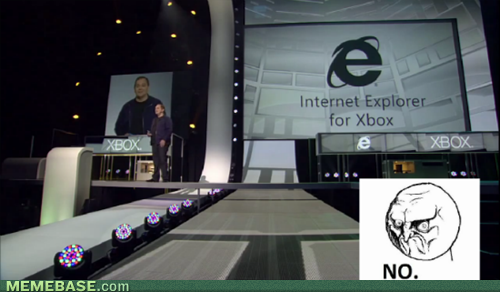 Internet Explorer
for Xbox
XBOX
XBOX
NO.
MEMEBASE.com